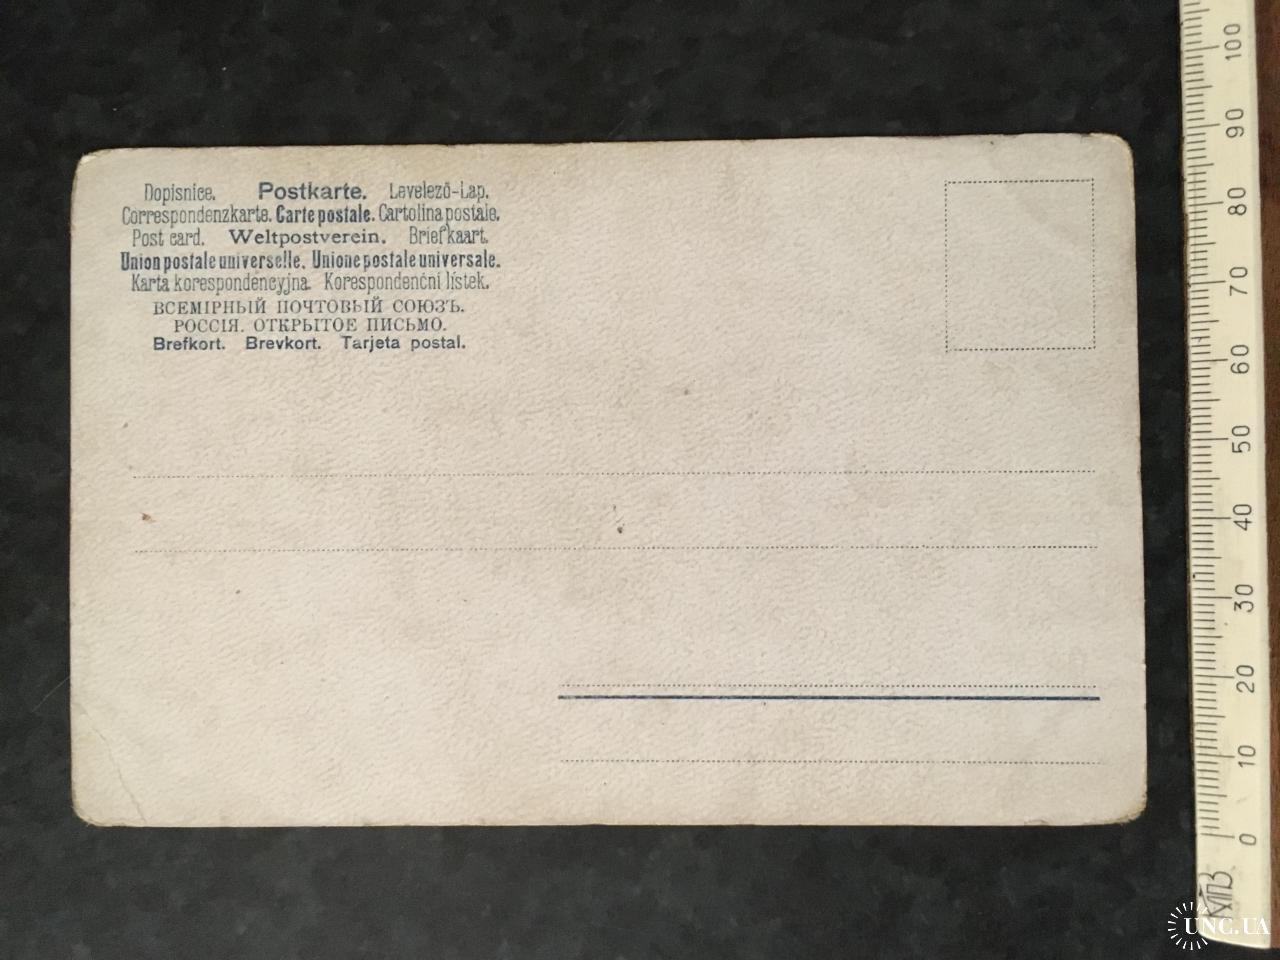 Dopisnice. Postkarte. Levelező-Lap.
Correspondenzkarte. Carte postale. Cartolina postale.
Post card. Weltpostverein. Briefkaart.
Union postale universelle. Unione postale universale.
Karta korespondencyjna. Korespondenční lístek.
ВСЕМІРНЫЙ ПОЧТОВЫЙ СОЮЗЪ.
РОССІЯ. ОТКРЫТОЕ ПИСЬМО.
Brefkort. Brevkort. Tarjeta postal.
100
90
80
70
60
50
40
30
20
10
0
UNC.UA